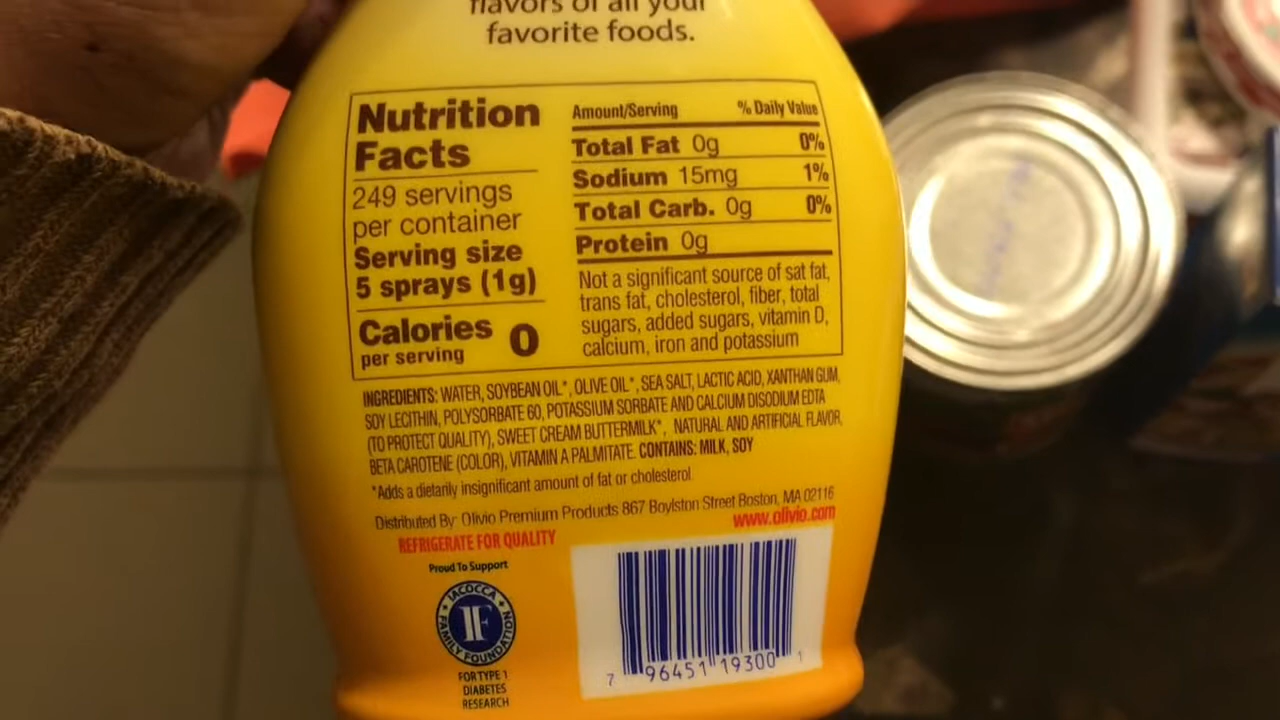 flavors of all your
favorite foods.
Nutrition
Facts
249 servings
per container
Serving size
5 sprays (1g)
Calories 0
per serving
Amount/Serving % Daily Value
Total Fat 0g 0%
Sodium 15mg 1%
Total Carb. 0g 0%
Protein 0g
Not a significant source of sat fat,
trans fat, cholesterol, fiber, total
sugars, added sugars, vitamin D,
calcium, iron and potassium
INGREDIENTS: WATER, SOYBEAN OIL*, OLIVE OIL*, SEA SALT, LACTIC ACID, XANTHAN GUM,
SOY LECITHIN, POLYSORBATE 60, POTASSIUM SORBATE AND CALCIUM DISODIUM EDTA
(TO PROTECT QUALITY), SWEET CREAM BUTTERMILK*, NATURAL AND ARTIFICIAL FLAVOR,
BETA CAROTENE (COLOR), VITAMIN A PALMITATE. CONTAINS: MILK, SOY
*Adds a dietarily insignificant amount of fat or cholesterol.
Distributed By: Olivio Premium Products 867 Boylston Street Boston, MA 02116
www.olivio.com
REFRIGERATE FOR QUALITY
Proud To Support
IACOCCA
IF
FAMILY FOUNDATION
FOR TYPE 1
DIABETES
RESEARCH
7 96451 19300 1